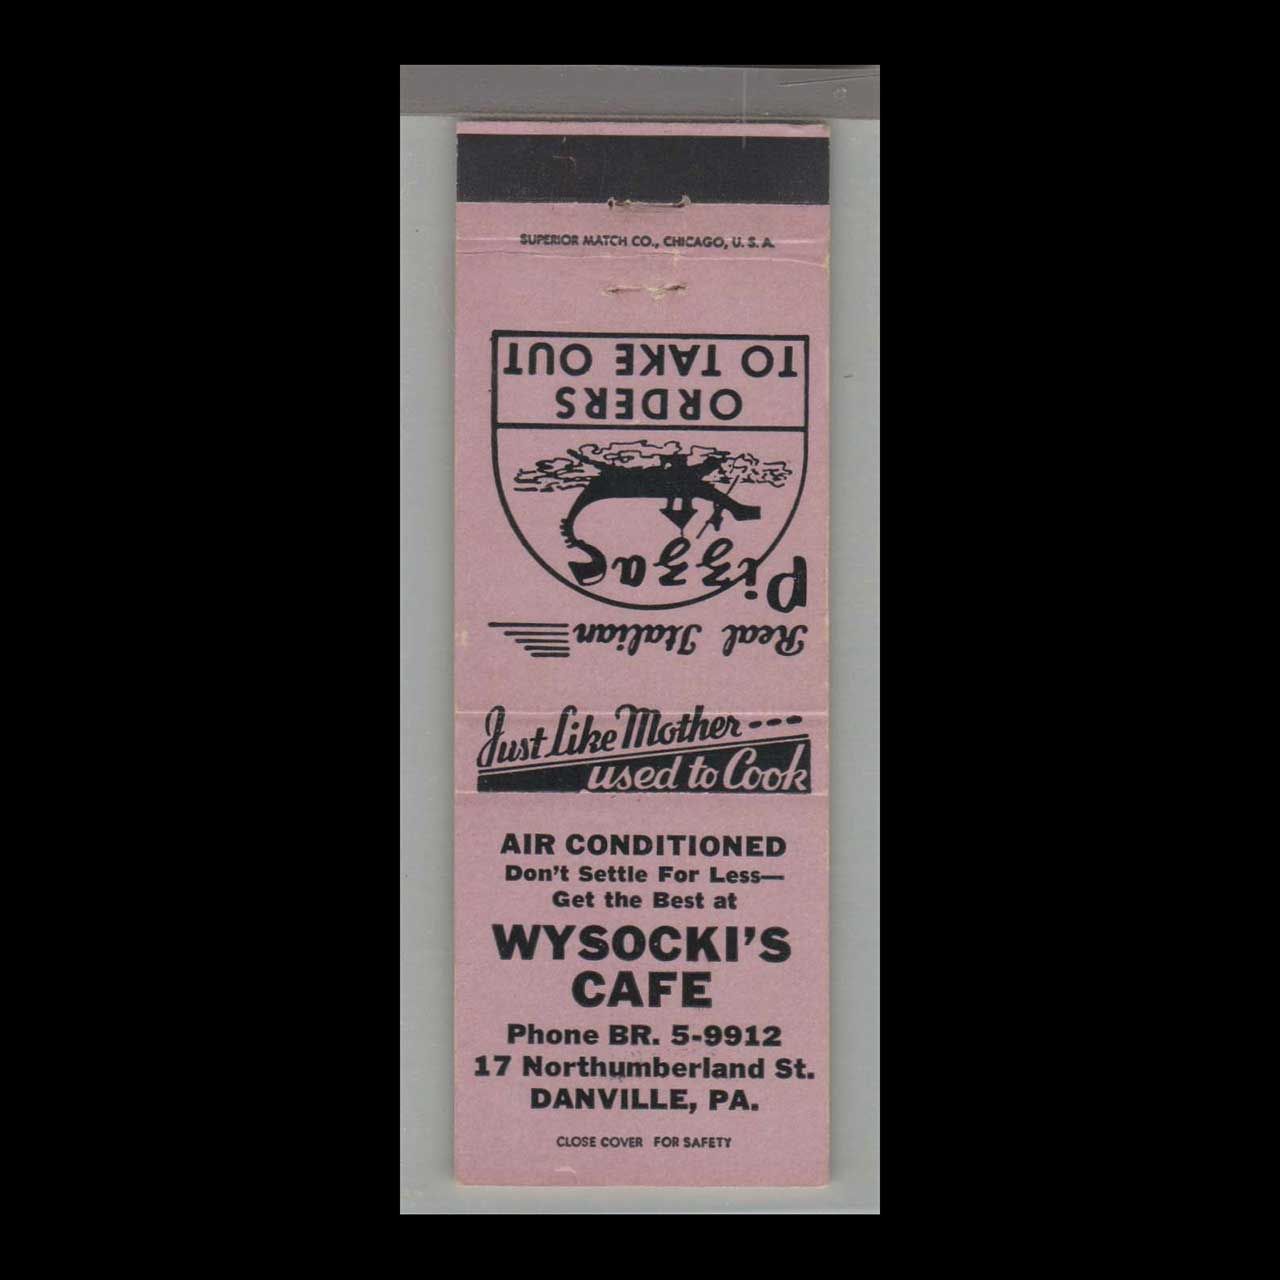 SUPERIOR MATCH CO., CHICAGO, U. S. A.
Real Italian
Pizza
ORDERS
TO TAKE OUT
Just Like Mother ---
used to Cook
AIR CONDITIONED
Don't Settle For Less—
Get the Best at
WYSOCKI'S
CAFE
Phone BR. 5-9912
17 Northumberland St.
DANVILLE, PA.
CLOSE COVER FOR SAFETY